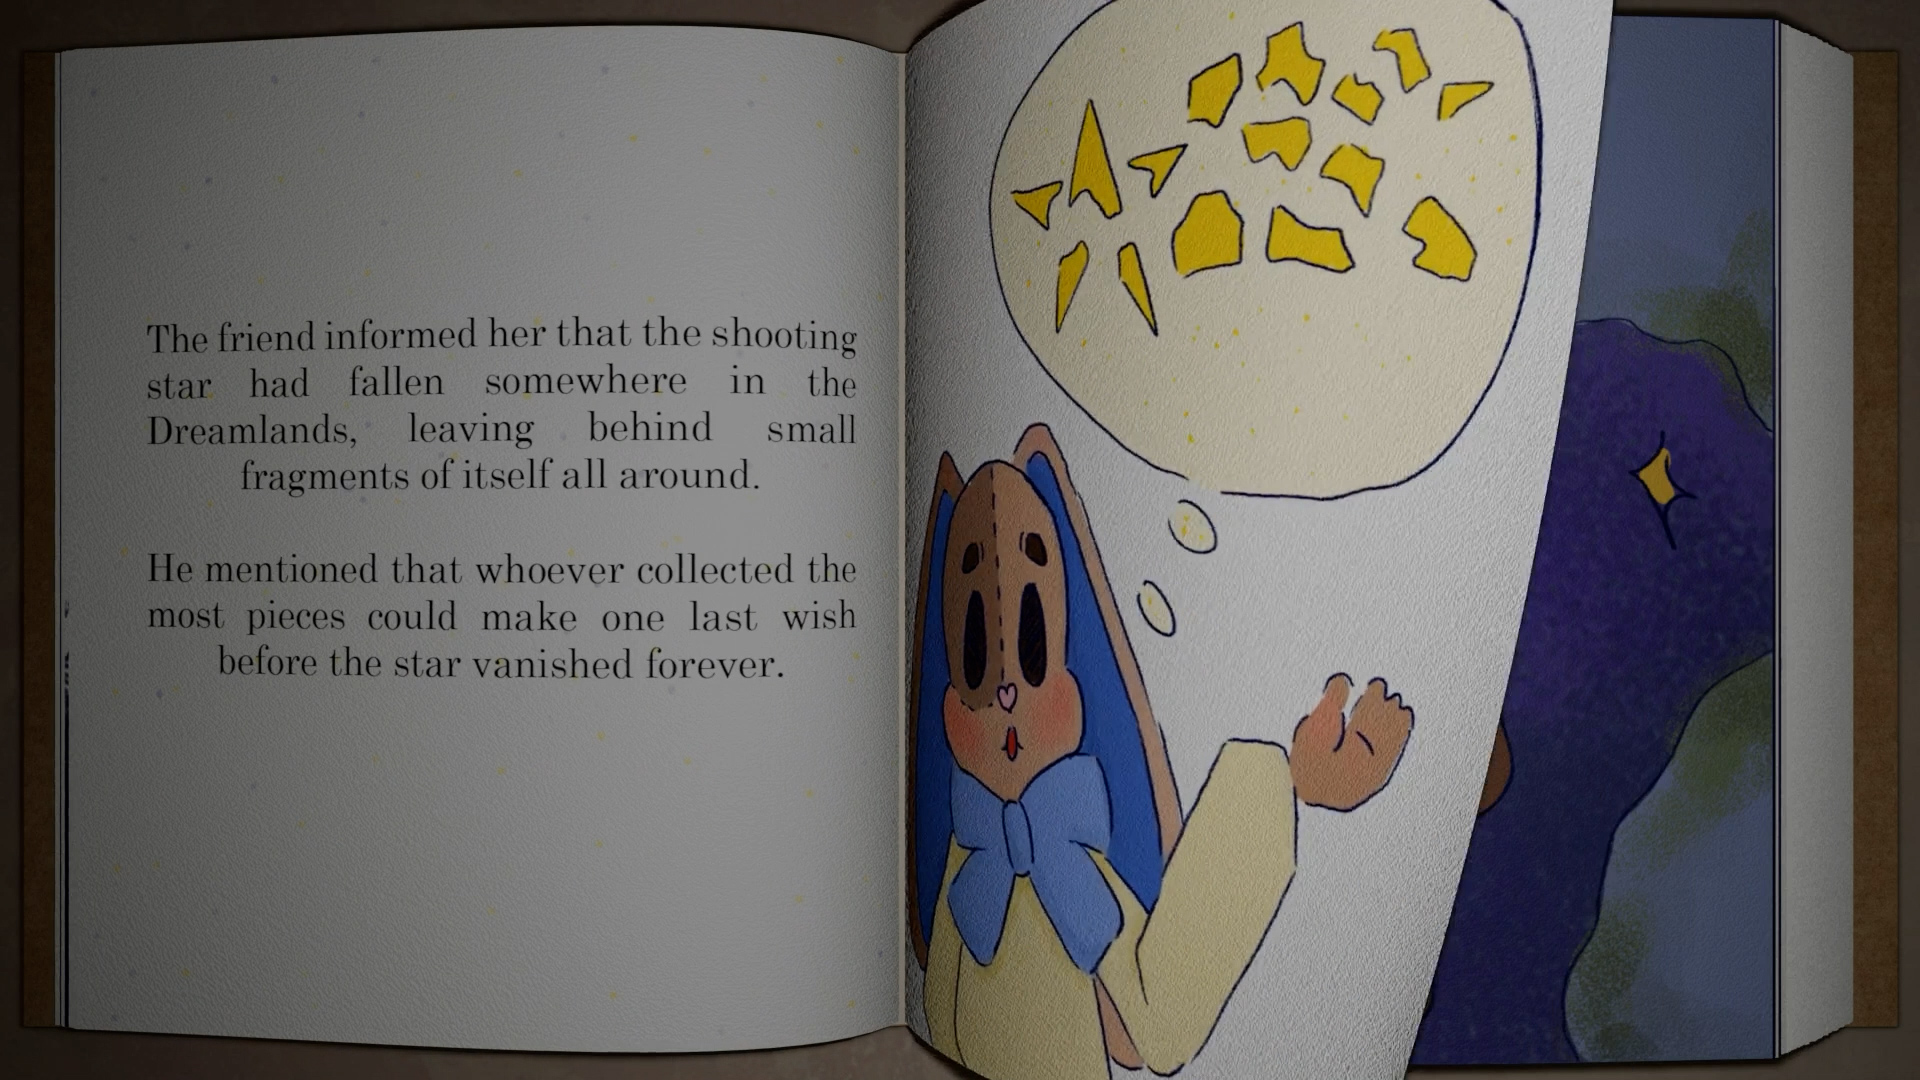 The friend informed her that the shooting
star had fallen somewhere in the
Dreamlands, leaving behind small
fragments of itself all around.
He mentioned that whoever collected the
most pieces could make one last wish
before the star vanished forever.